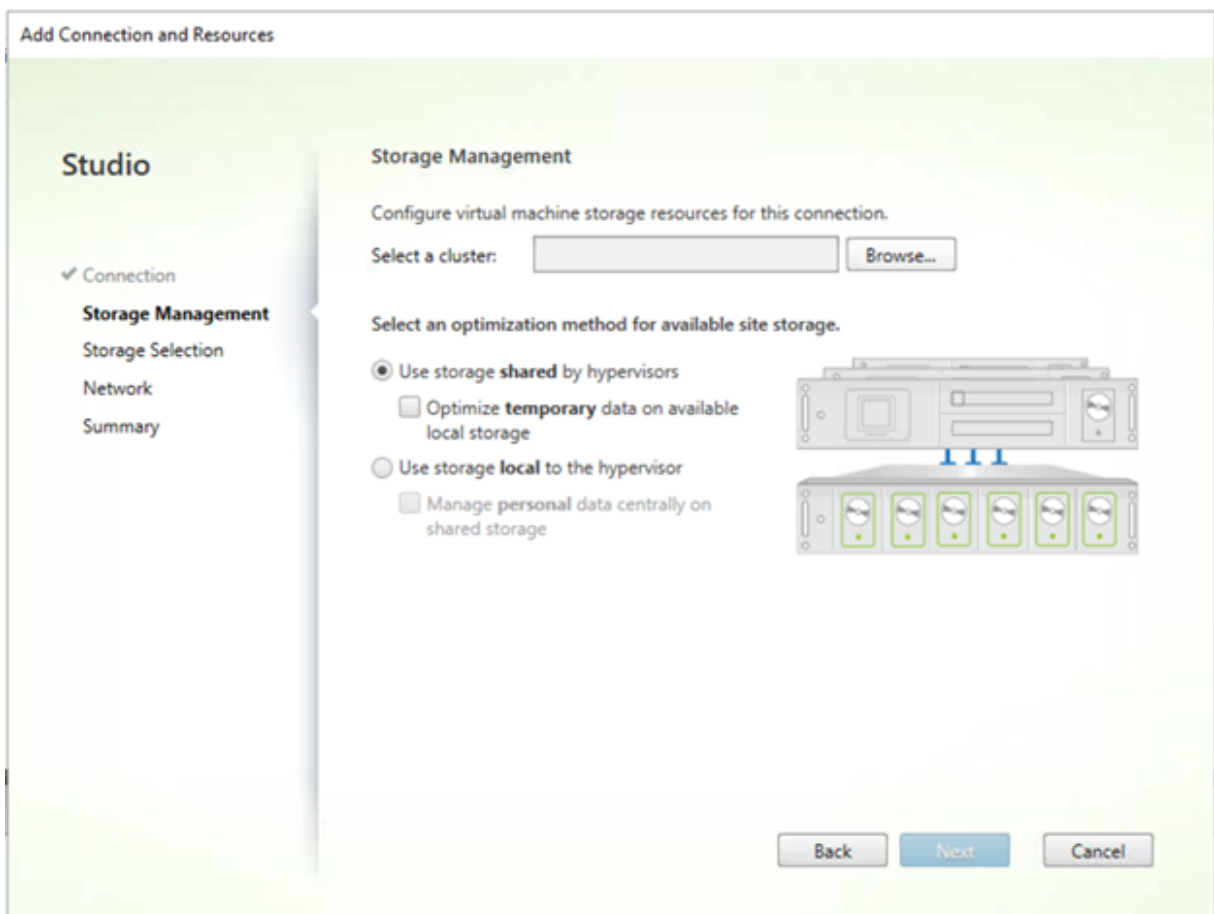 Add Connection and Resources
Studio
Connection
Storage Management
Storage Selection
Network
Summary
Storage Management
Configure virtual machine storage resources for this connection.
Select a cluster:
Browse...
Select an optimization method for available site storage.
Use storage shared by hypervisors
Optimize temporary data on available
local storage
Use storage local to the hypervisor
Manage personal data centrally on
shared storage
Back
Next
Cancel